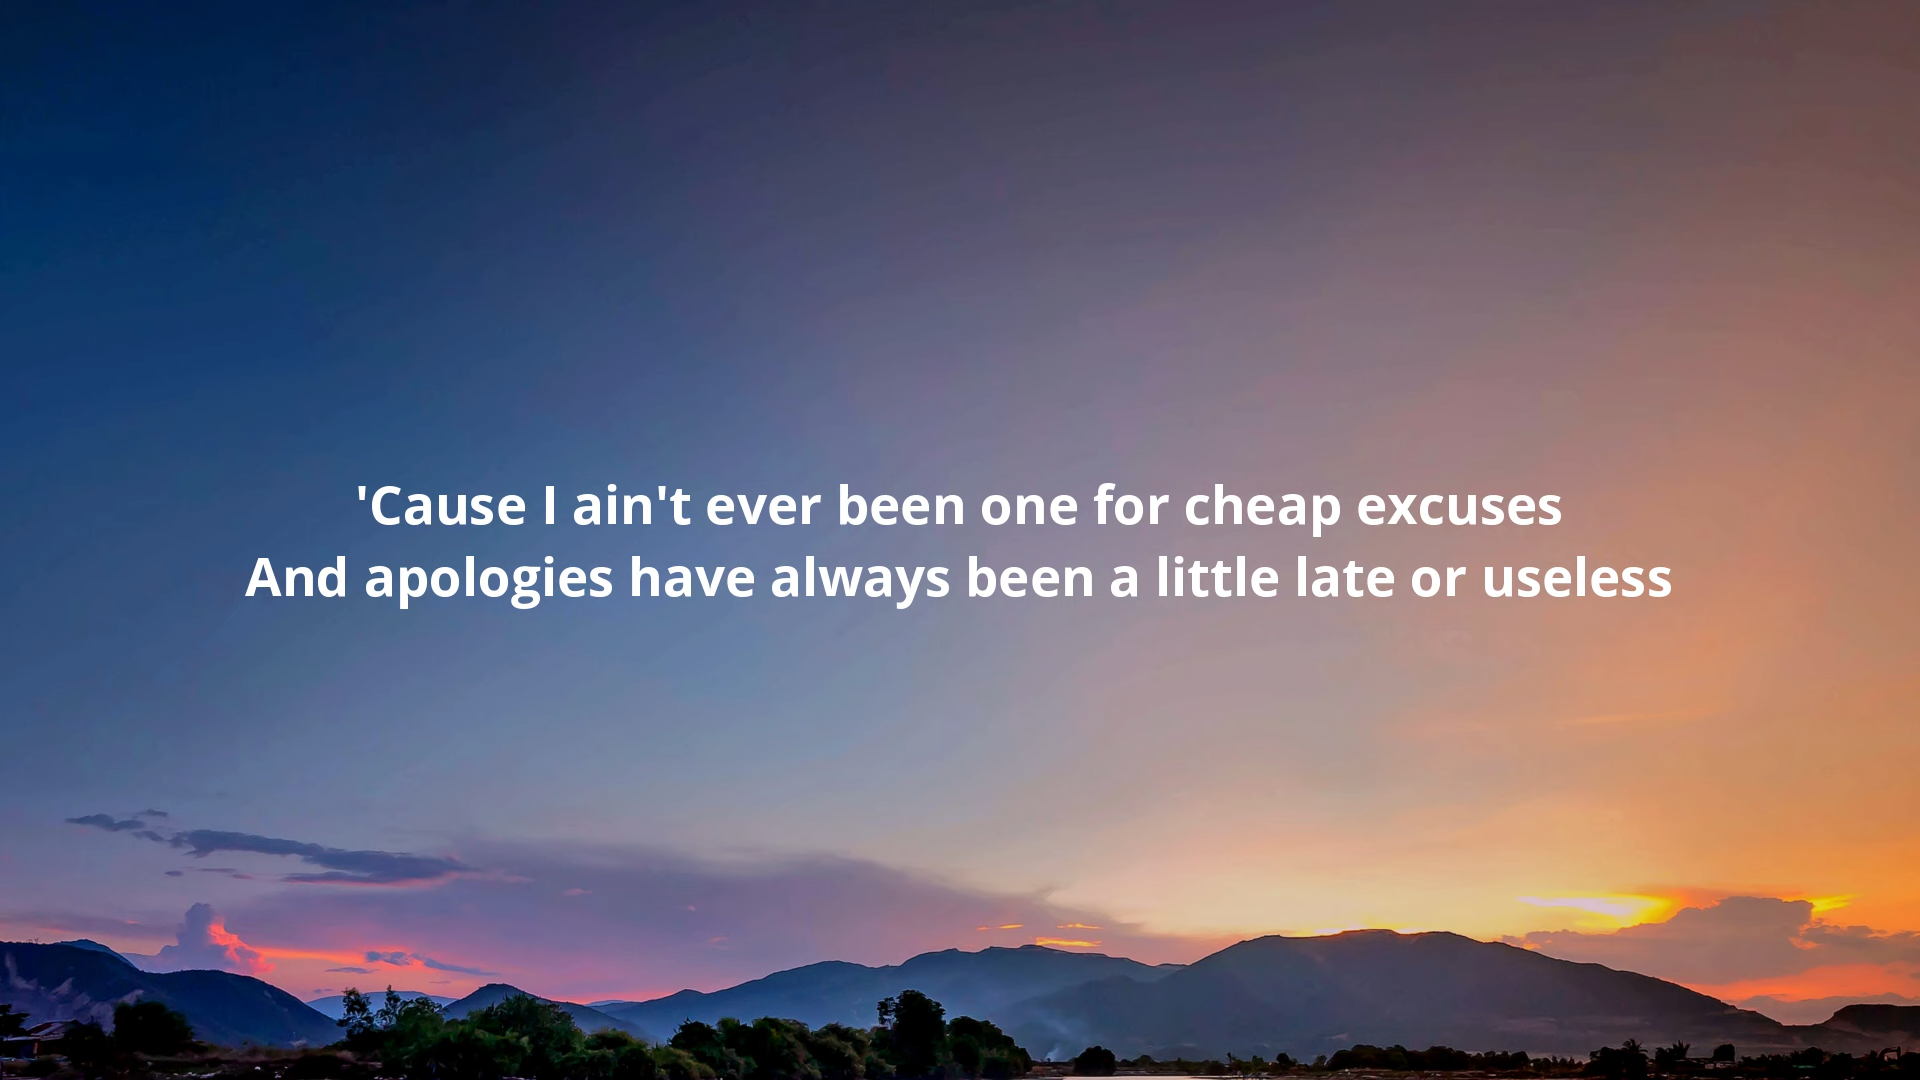 'Cause I ain't ever been one for cheap excuses
And apologies have always been a little late or useless